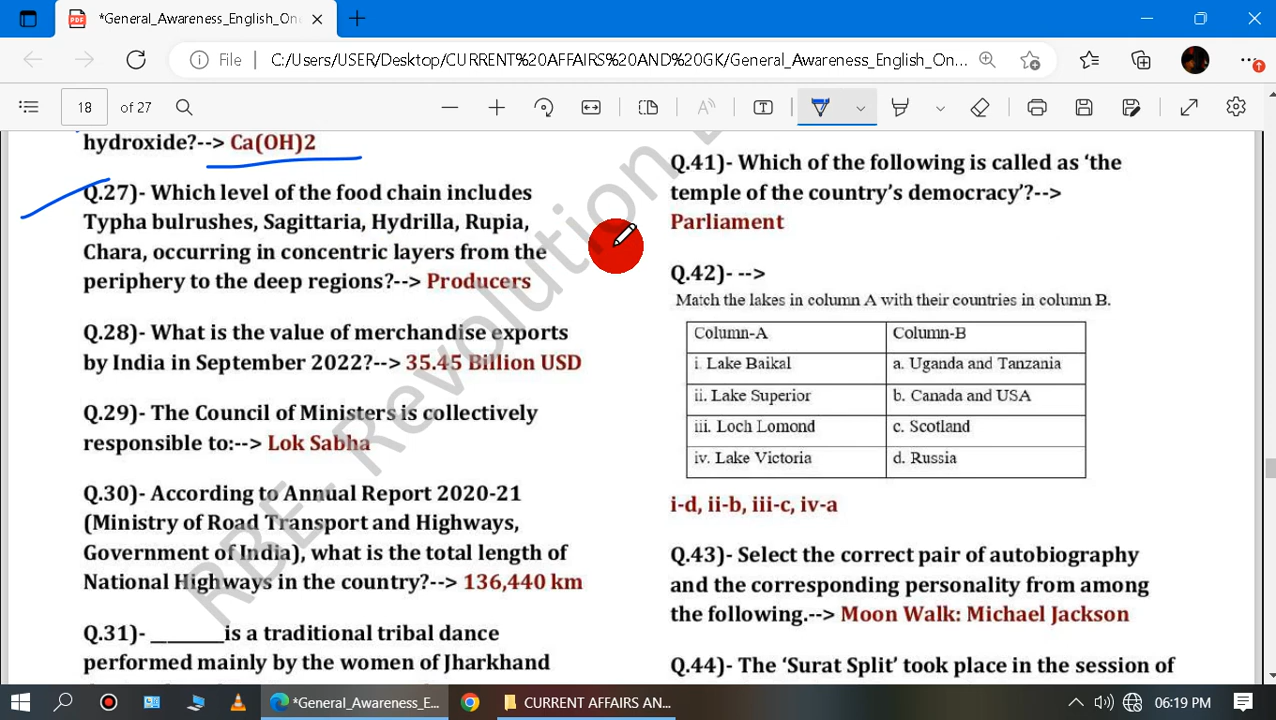 *General_Awareness_English_On
File
C:/Users/USER/Desktop/CURRENT%20AFFAIRS%20AND%20GK/General_Awareness_English_On...
18 of 27
hydroxide?--> Ca(OH)2
Q.27)- Which level of the food chain includes
Typha bulrushes, Sagittaria, Hydrilla, Rupia,
Chara, occurring in concentric layers from the
periphery to the deep regions?--> Producers
Q.28)- What is the value of merchandise exports
by India in September 2022?--> 35.45 Billion USD
Q.29)- The Council of Ministers is collectively
responsible to:--> Lok Sabha
Q.30)- According to Annual Report 2020-21
(Ministry of Road Transport and Highways,
Government of India), what is the total length of
National Highways in the country?--> 136,440 km
Q.31)- ________is a traditional tribal dance
performed mainly by the women of Jharkhand
Q.41)- Which of the following is called as ‘the
temple of the country’s democracy’?-->
Parliament
Q.42)- -->
Match the lakes in column A with their countries in column B.
Column-A Column-B
i. Lake Baikal a. Uganda and Tanzania
ii. Lake Superior b. Canada and USA
iii. Loch Lomond c. Scotland
iv. Lake Victoria d. Russia
i-d, ii-b, iii-c, iv-a
Q.43)- Select the correct pair of autobiography
and the corresponding personality from among
the following.--> Moon Walk: Michael Jackson
Q.44)- The ‘Surat Split’ took place in the session of
RBE- Revolution
*General_Awareness_E...
CURRENT AFFAIRS AN...
06:19 PM